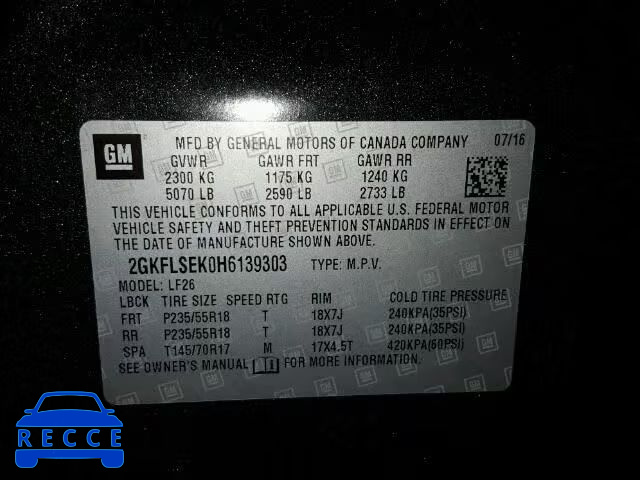 GM
MFD BY GENERAL MOTORS OF CANADA COMPANY 07/16
GVWR GAWR FRT GAWR RR
2300 KG 1175 KG 1240 KG
5070 LB 2590 LB 2733 LB
THIS VEHICLE CONFORMS TO ALL APPLICABLE U.S. FEDERAL MOTOR
VEHICLE SAFETY AND THEFT PREVENTION STANDARDS IN EFFECT ON
THE DATE OF MANUFACTURE SHOWN ABOVE.
2GKFLSEK0H6139303 TYPE: M.P.V.
MODEL: LF26
LBCK TIRE SIZE SPEED RTG RIM COLD TIRE PRESSURE
FRT P235/55R18 T 18X7J 240KPA(35PSI)
RR P235/55R18 T 18X7J 240KPA(35PSI)
SPA T145/70R17 M 17X4.5T 420KPA(60PSI)
SEE OWNER'S MANUAL FOR MORE INFORMATION.
RECCE